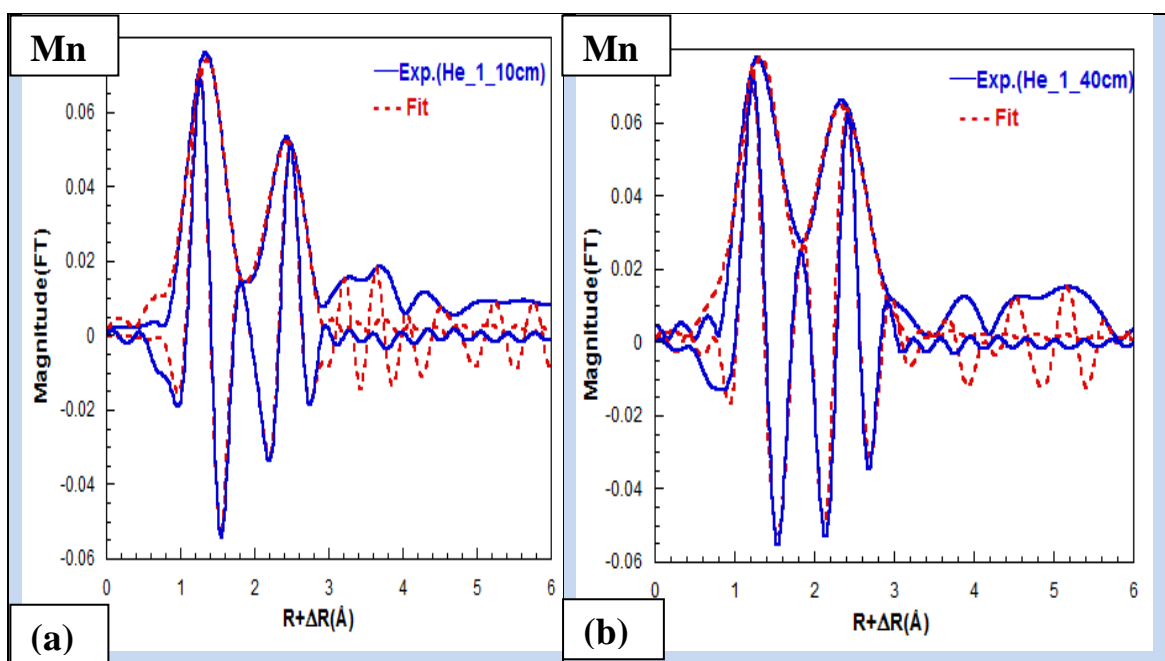 Mn
Exp.(He_1_10cm)
Fit
0.06
0.04
0.02
0
-0.02
-0.04
-0.06
Magnitude(FT)
0 1 2 3 4 5 6
R+ΔR(Å)
(a)
Mn
Exp.(He_1_40cm)
Fit
0.06
0.04
0.02
0
-0.02
-0.04
-0.06
Magnitude(FT)
0 1 2 3 4 5 6
R+ΔR(Å)
(b)